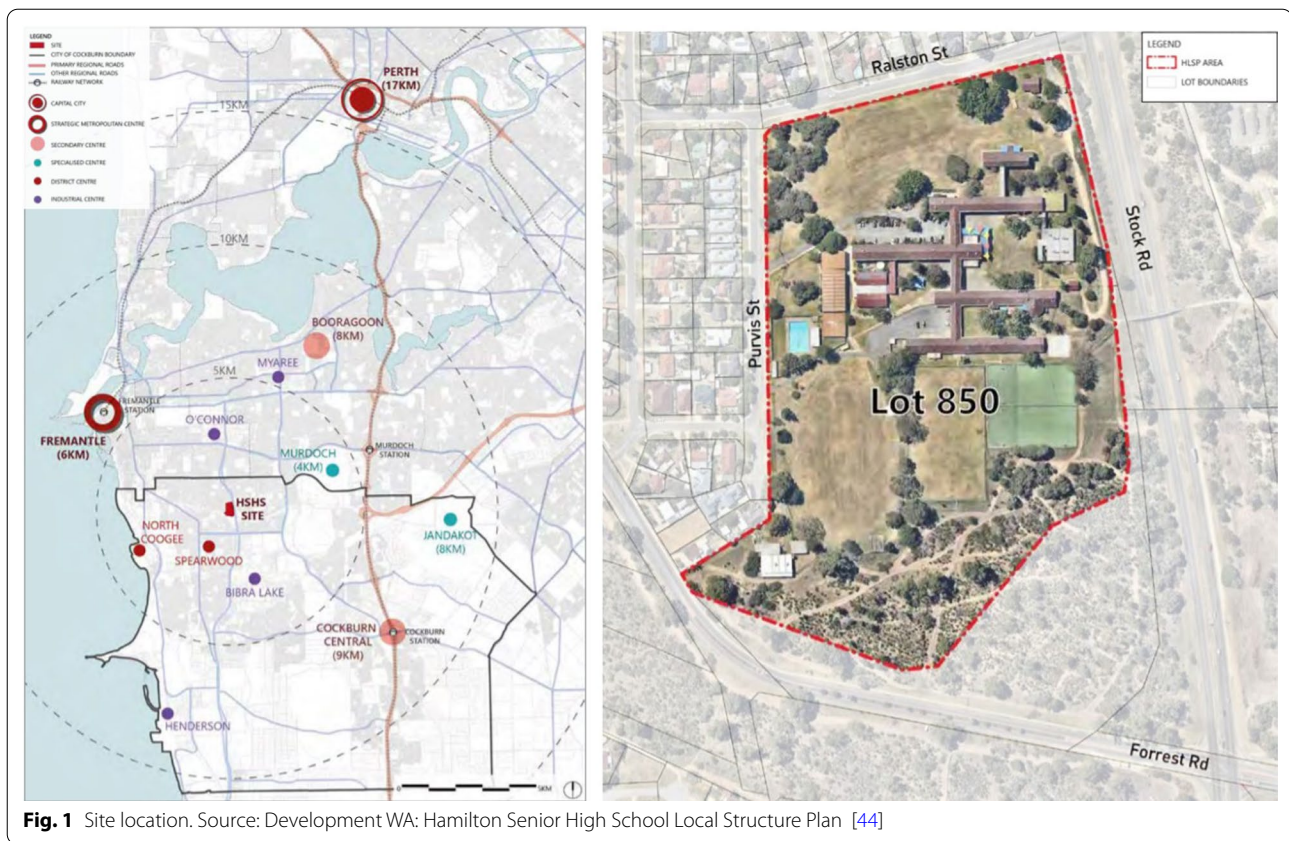 LEGEND
SITE
CITY OF COCKBURN BOUNDARY
PRIMARY REGIONAL ROADS
OTHER REGIONAL ROADS
RAILWAY NETWORK
CAPITAL CITY
STRATEGIC METROPOLITAN CENTRE
SECONDARY CENTRE
SPECIALISED CENTRE
DISTRICT CENTRE
INDUSTRIAL CENTRE
PERTH
(17KM)
15KM
10KM
BOORAGOON
(8KM)
MYAREE
5KM
FREMANTLE
STATION
FREMANTLE
(6KM)
O'CONNOR
MURDOCH
STATION
MURDOCH
(4KM)
HSHS
SITE
NORTH
COOGEE
SPEARWOOD
JANDAKOT
(8KM)
BIBRA LAKE
COCKBURN
CENTRAL
(9KM)
COCKBURN
STATION
HENDERSON
0
5KM
LEGEND
HLSP AREA
LOT BOUNDARIES
Ralston St
Stock Rd
Purvis St
Lot 850
Forrest Rd
Fig. 1 Site location. Source: Development WA: Hamilton Senior High School Local Structure Plan [44]